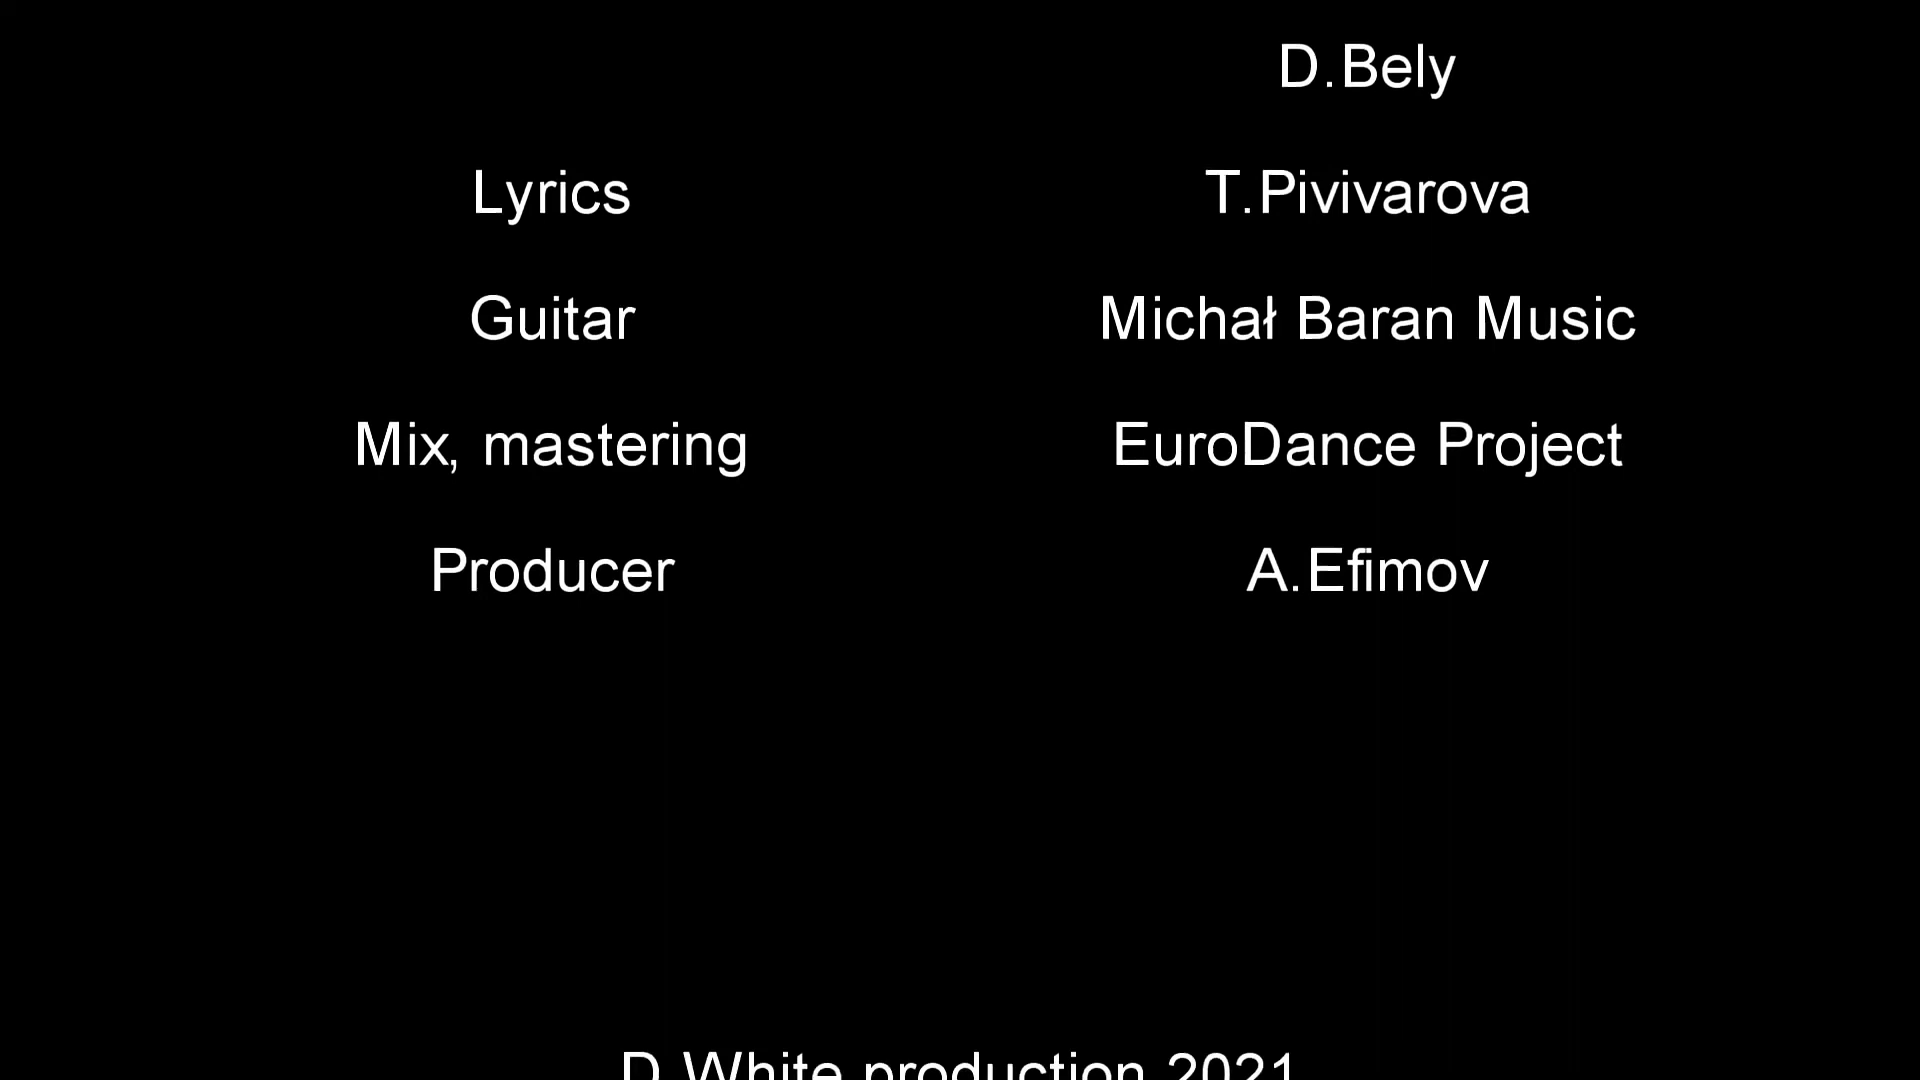 D.Bely
Lyrics T.Pivivarova
Guitar Michał Baran Music
Mix, mastering EuroDance Project
Producer A.Efimov
D.White production 2021